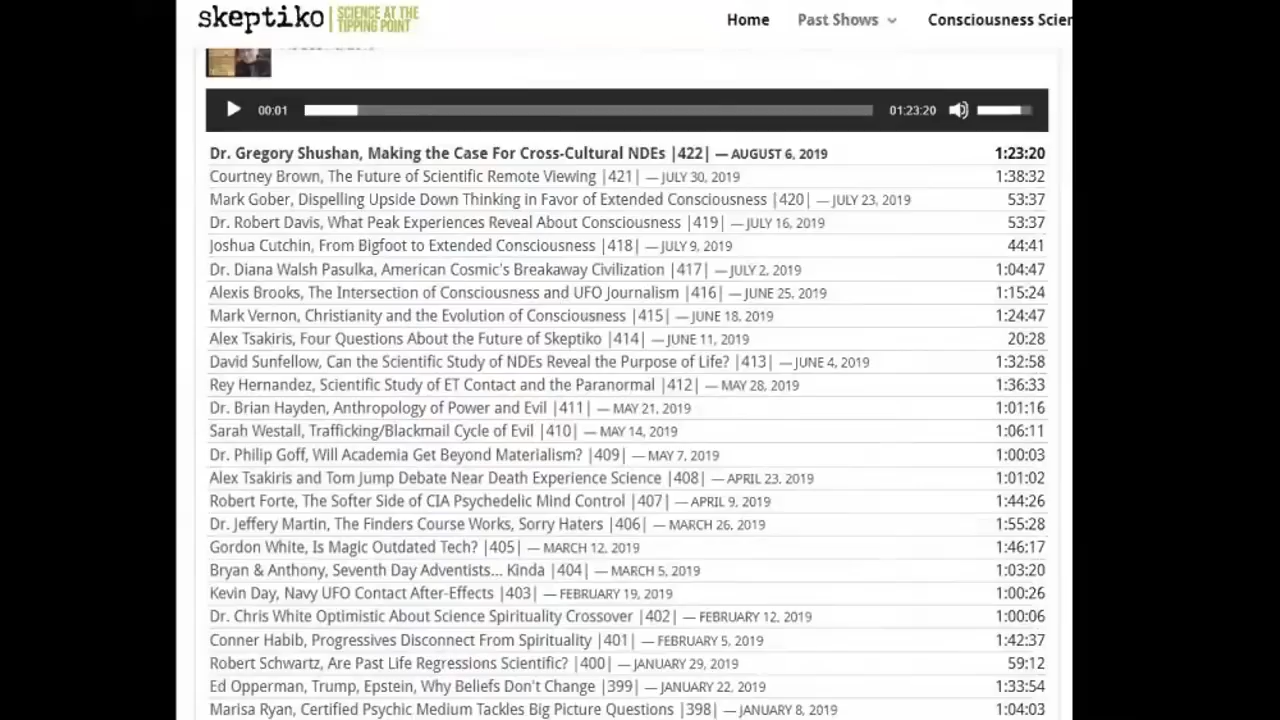 skeptiko | SCIENCE AT THE TIPPING POINT
Home Past Shows Consciousness Scien
00:01 01:23:20
Dr. Gregory Shushan, Making the Case For Cross-Cultural NDEs |422| — AUGUST 6, 2019 1:23:20
Courtney Brown, The Future of Scientific Remote Viewing |421| — JULY 30, 2019 1:38:32
Mark Gober, Dispelling Upside Down Thinking in Favor of Extended Consciousness |420| — JULY 23, 2019 53:37
Dr. Robert Davis, What Peak Experiences Reveal About Consciousness |419| — JULY 16, 2019 53:37
Joshua Cutchin, From Bigfoot to Extended Consciousness |418| — JULY 9, 2019 44:41
Dr. Diana Walsh Pasulka, American Cosmic's Breakaway Civilization |417| — JULY 2, 2019 1:04:47
Alexis Brooks, The Intersection of Consciousness and UFO Journalism |416| — JUNE 25, 2019 1:15:24
Mark Vernon, Christianity and the Evolution of Consciousness |415| — JUNE 18, 2019 1:24:47
Alex Tsakiris, Four Questions About the Future of Skeptiko |414| — JUNE 11, 2019 20:28
David Sunfellow, Can the Scientific Study of NDEs Reveal the Purpose of Life? |413| — JUNE 4, 2019 1:32:58
Rey Hernandez, Scientific Study of ET Contact and the Paranormal |412| — MAY 28, 2019 1:36:33
Dr. Brian Hayden, Anthropology of Power and Evil |411| — MAY 21, 2019 1:01:16
Sarah Westall, Trafficking/Blackmail Cycle of Evil |410| — MAY 14, 2019 1:06:11
Dr. Philip Goff, Will Academia Get Beyond Materialism? |409| — MAY 7, 2019 1:00:03
Alex Tsakiris and Tom Jump Debate Near Death Experience Science |408| — APRIL 23, 2019 1:01:02
Robert Forte, The Softer Side of CIA Psychedelic Mind Control |407| — APRIL 9, 2019 1:44:26
Dr. Jeffery Martin, The Finders Course Works, Sorry Haters |406| — MARCH 26, 2019 1:55:28
Gordon White, Is Magic Outdated Tech? |405| — MARCH 12, 2019 1:46:17
Bryan & Anthony, Seventh Day Adventists... Kinda |404| — MARCH 5, 2019 1:03:20
Kevin Day, Navy UFO Contact After-Effects |403| — FEBRUARY 19, 2019 1:00:26
Dr. Chris White Optimistic About Science Spirituality Crossover |402| — FEBRUARY 12, 2019 1:00:06
Conner Habib, Progressives Disconnect From Spirituality |401| — FEBRUARY 5, 2019 1:42:37
Robert Schwartz, Are Past Life Regressions Scientific? |400| — JANUARY 29, 2019 59:12
Ed Opperman, Trump, Epstein, Why Beliefs Don't Change |399| — JANUARY 22, 2019 1:33:54
Marisa Ryan, Certified Psychic Medium Tackles Big Picture Questions |398| — JANUARY 8, 2019 1:04:03